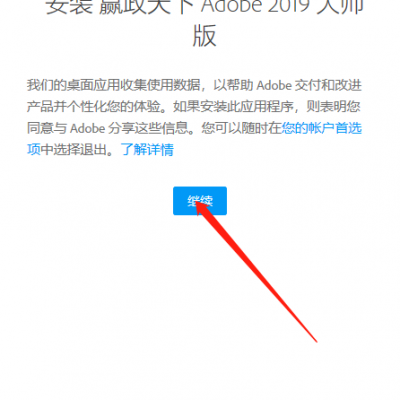 安装 赢政天下 Adobe 2019 大师
版
我们的桌面应用收集使用数据，以帮助 Adobe 交付和改进
产品并个性化您的体验。如果安装此应用程序，则表明您
同意与 Adobe 分享这些信息。您可以随时在您的帐户首选
项中选择退出。了解详情
继续